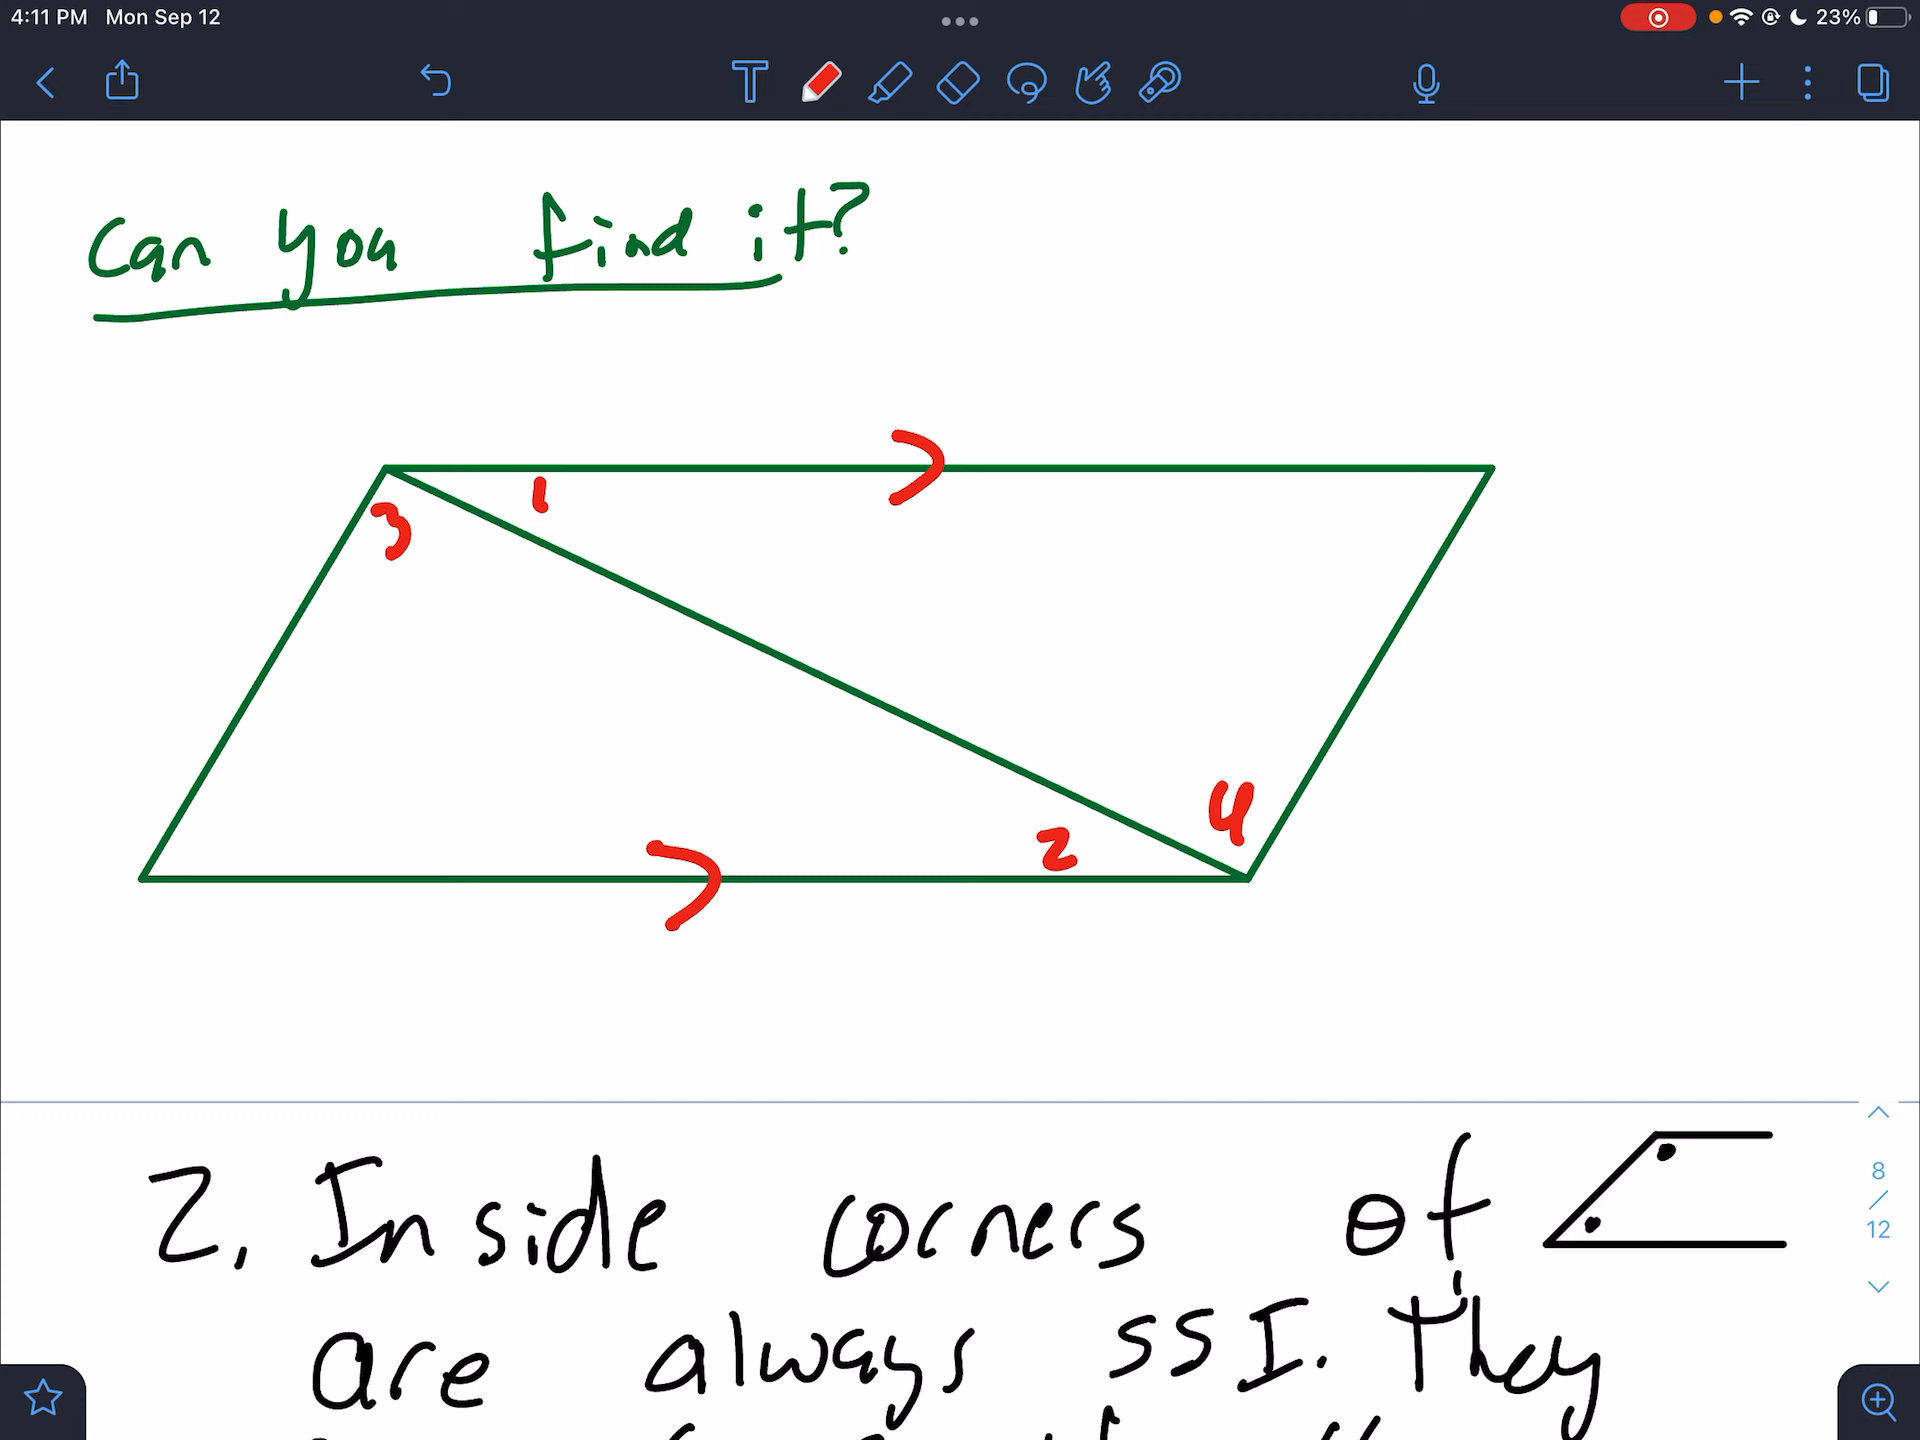 4:11 PM Mon Sep 12
23%
T
Can you find it?
1
3
4
2
8
/
12
2. Inside corners of
are always SSI. They